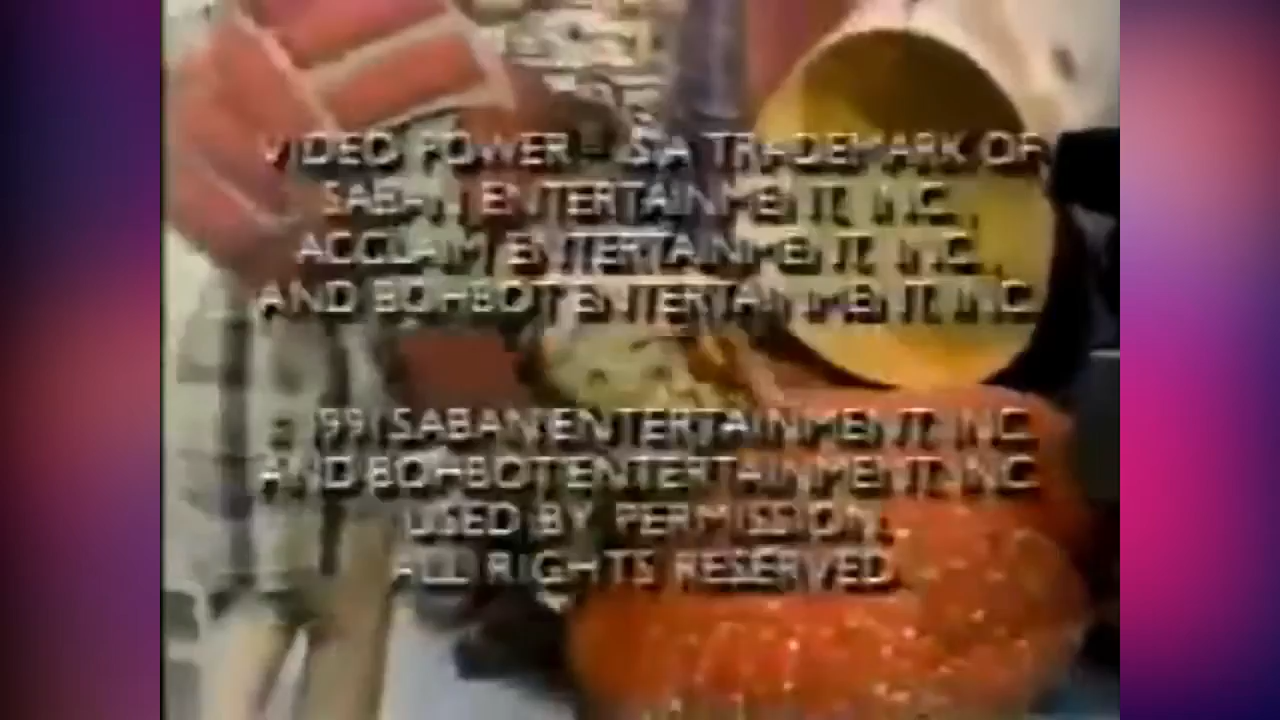 VIDEO POWER IS A TRADEMARK OF
SABAN ENTERTAINMENT, INC.,
ACCLAIM ENTERTAINMENT, INC.,
AND BOHBOT ENTERTAINMENT, INC.
1991 SABAN ENTERTAINMENT, INC.
AND BOHBOT ENTERTAINMENT, INC.
USED BY PERMISSION.
ALL RIGHTS RESERVED.